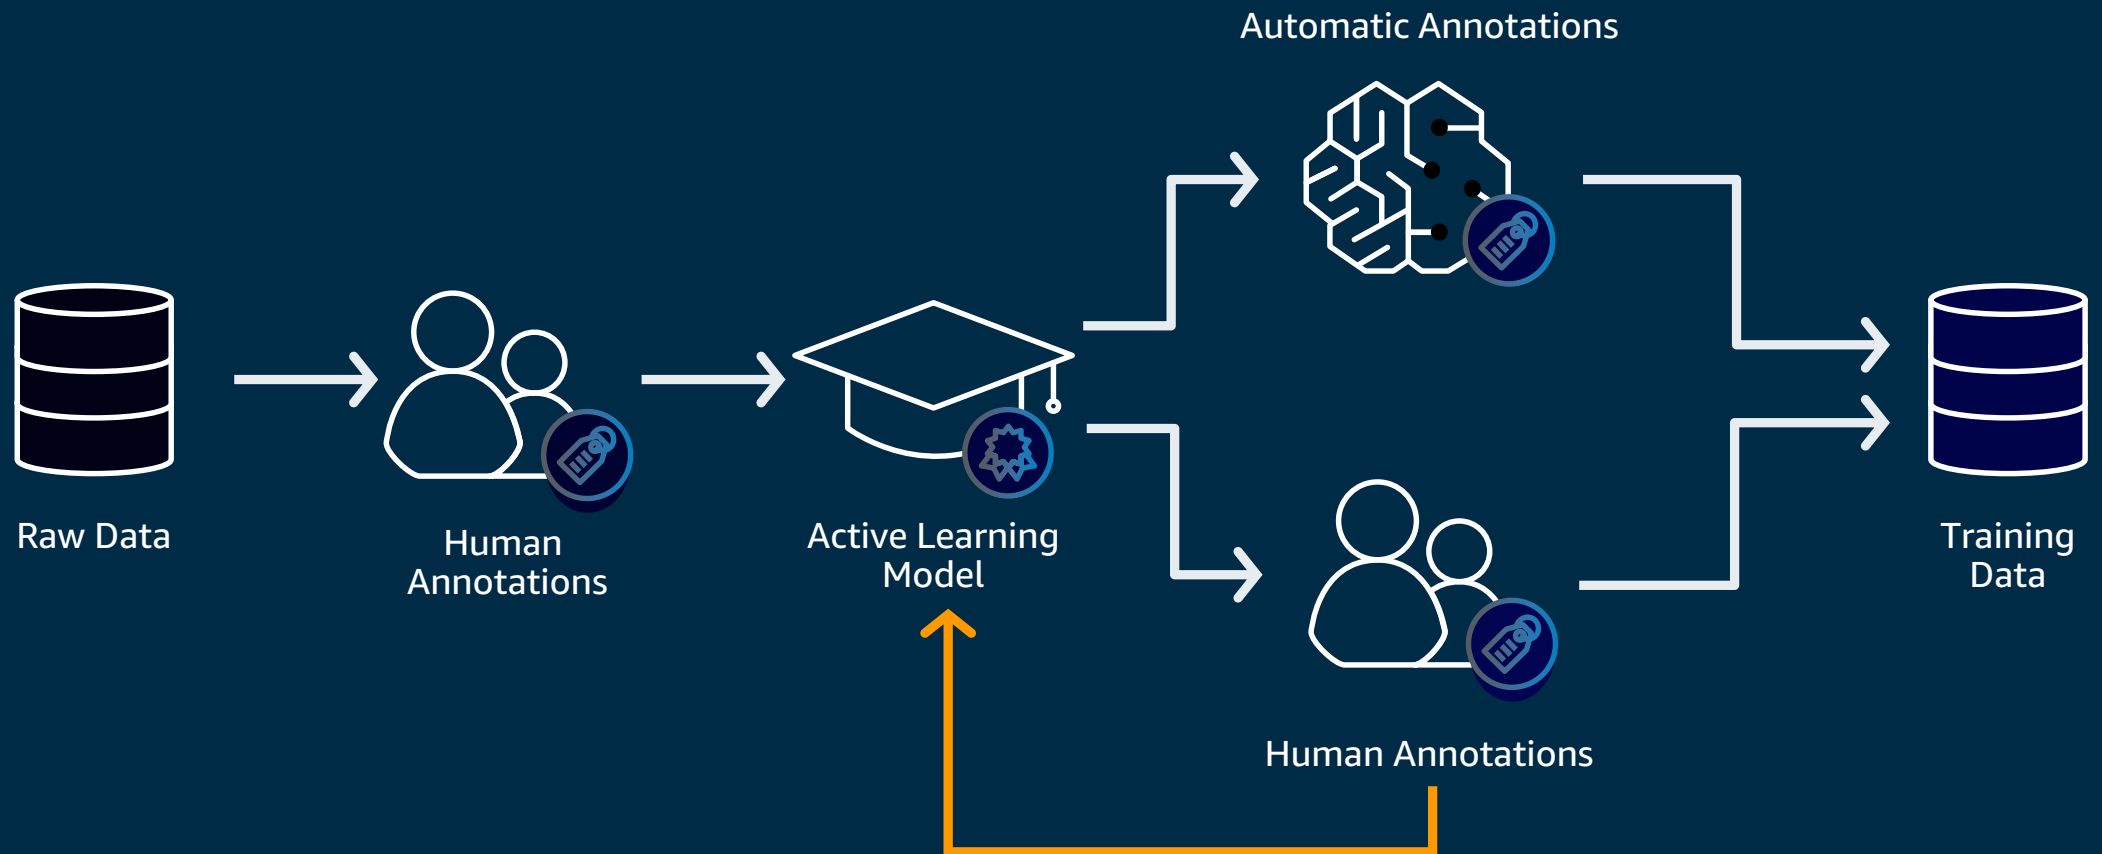 Automatic Annotations
Raw Data
Human
Annotations
Active Learning
Model
Human Annotations
Training
Data